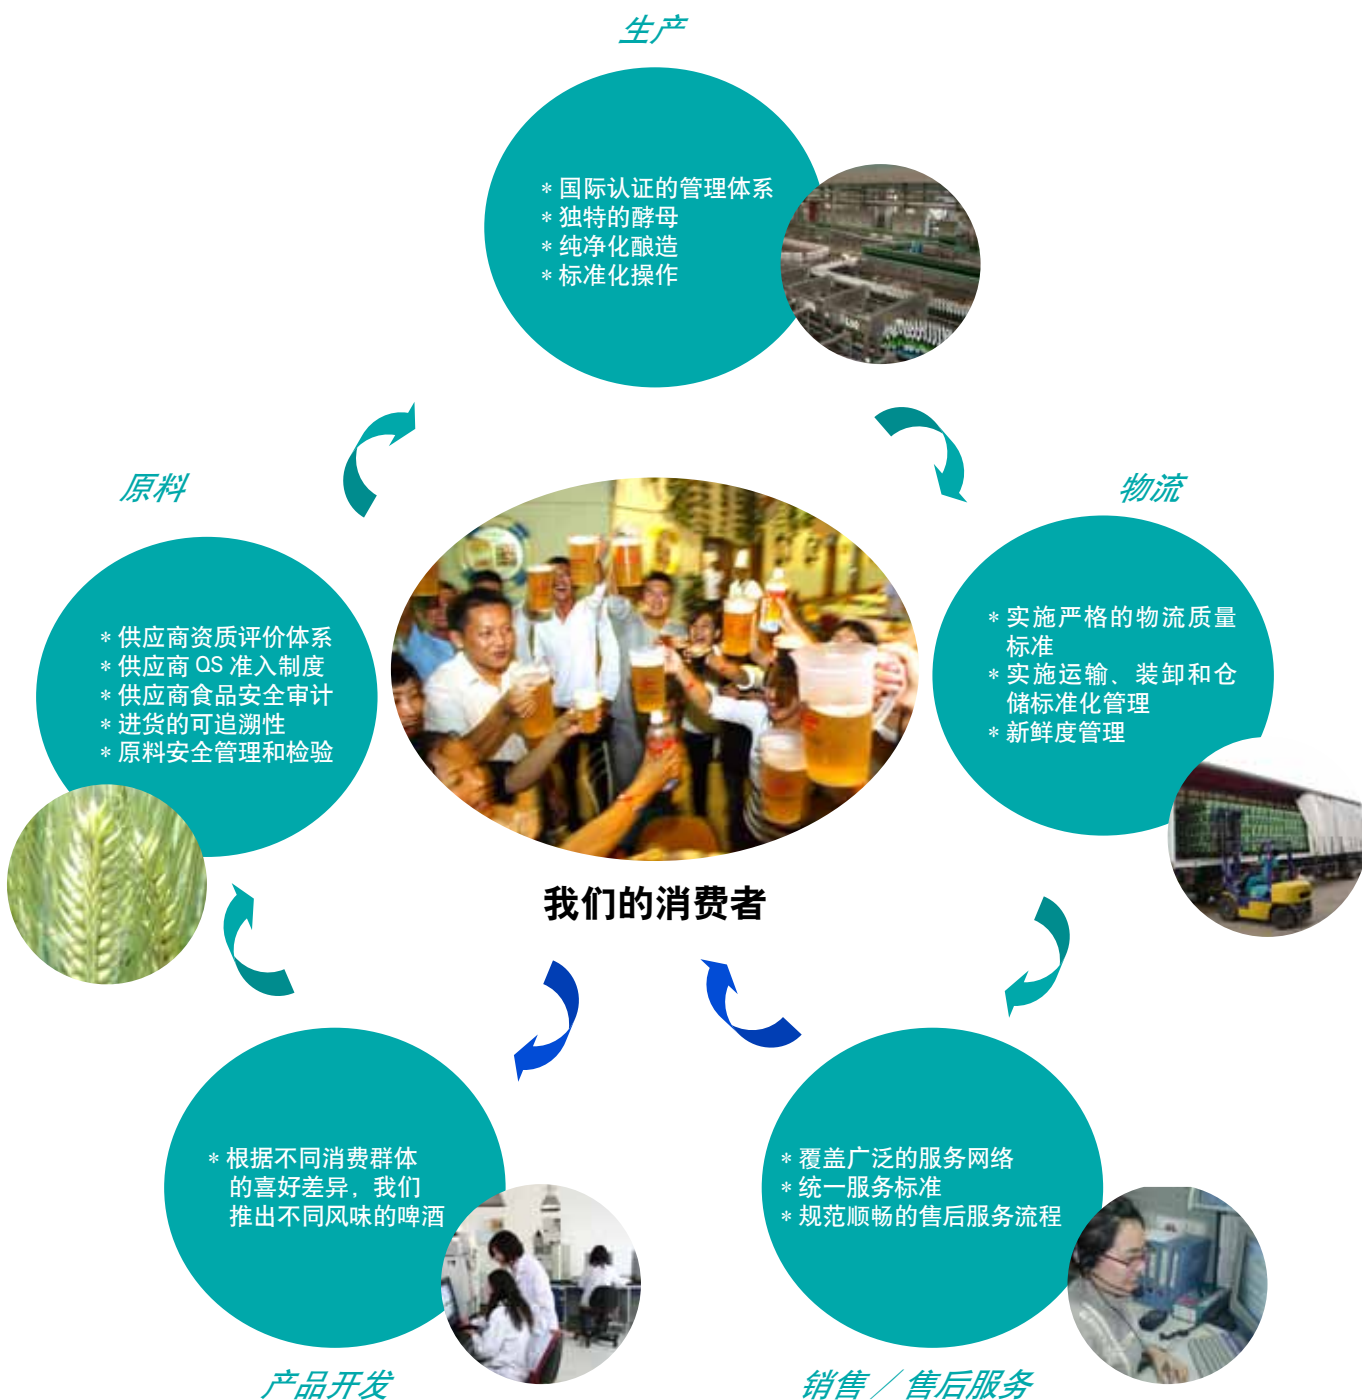 生产
* 国际认证的管理体系
* 独特的酵母
* 纯净化酿造
* 标准化操作
原料
* 供应商资质评价体系
* 供应商 QS 准入制度
* 供应商食品安全审计
* 进货的可追溯性
* 原料安全管理和检验
物流
* 实施严格的物流质量
标准
* 实施运输、装卸和仓
储标准化管理
* 新鲜度管理
我们的消费者
* 根据不同消费群体
的喜好差异，我们
推出不同风味的啤酒
产品开发
* 覆盖广泛的服务网络
* 统一服务标准
* 规范顺畅的售后服务流程
销售／售后服务